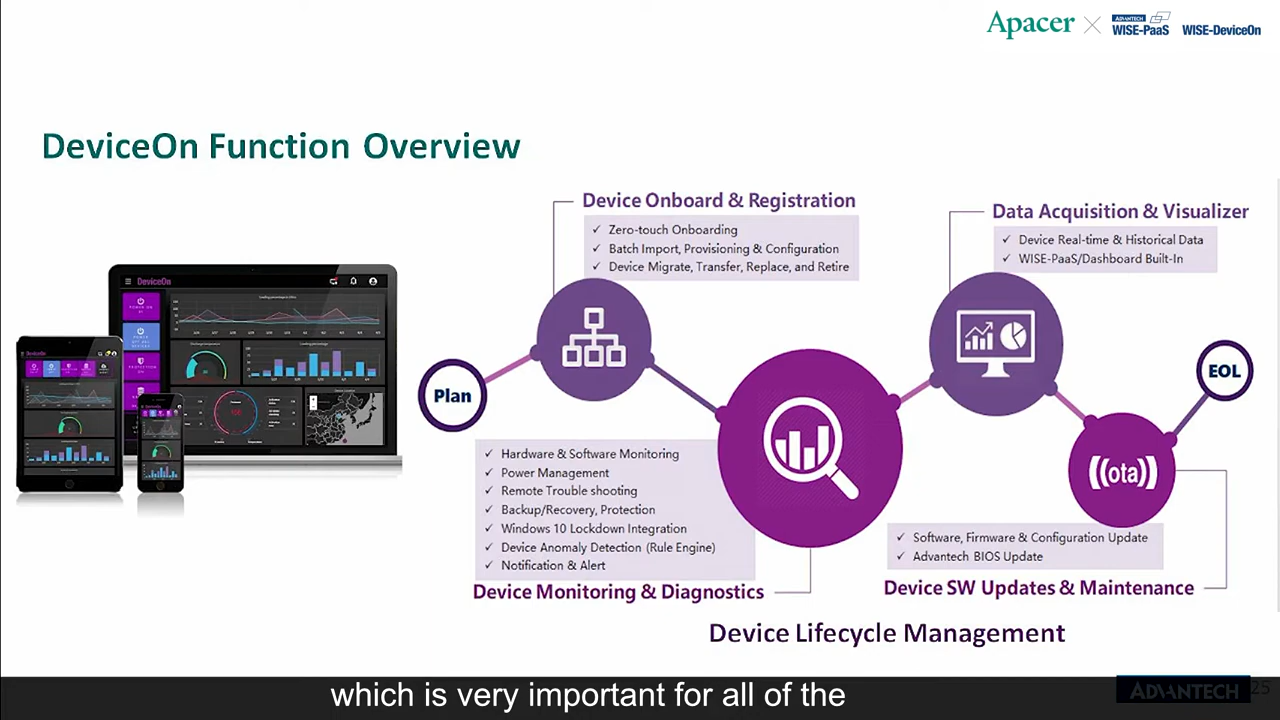 Apacer
ADVANTECH
WISE-PaaS
WISE-DeviceOn
DeviceOn Function Overview
Device Onboard & Registration
✓ Zero-touch Onboarding
✓ Batch Import, Provisioning & Configuration
✓ Device Migrate, Transfer, Replace, and Retire
Data Acquisition & Visualizer
✓ Device Real-time & Historical Data
✓ WISE-PaaS/Dashboard Built-In
DeviceOn
Plan
EOL
✓ Hardware & Software Monitoring
✓ Power Management
✓ Remote Trouble shooting
✓ Backup/Recovery, Protection
✓ Windows 10 Lockdown Integration
✓ Device Anomaly Detection (Rule Engine)
✓ Notification & Alert
Device Monitoring & Diagnostics
((ota))
✓ Software, Firmware & Configuration Update
✓ Advantech BIOS Update
Device SW Updates & Maintenance
Device Lifecycle Management
which is very important for all of the
ADVANTECH
25